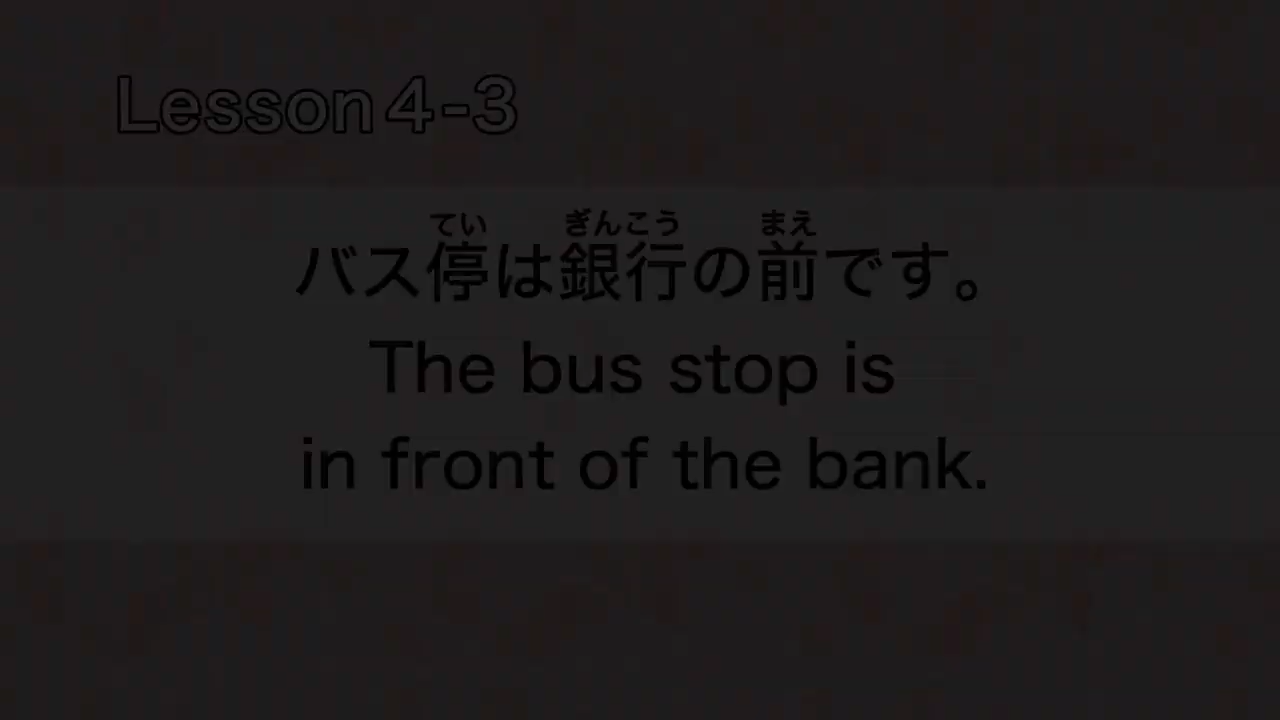 Lesson 4-3
てい ぎんこう まえ
バス停は銀行の前です。
The bus stop is
in front of the bank.